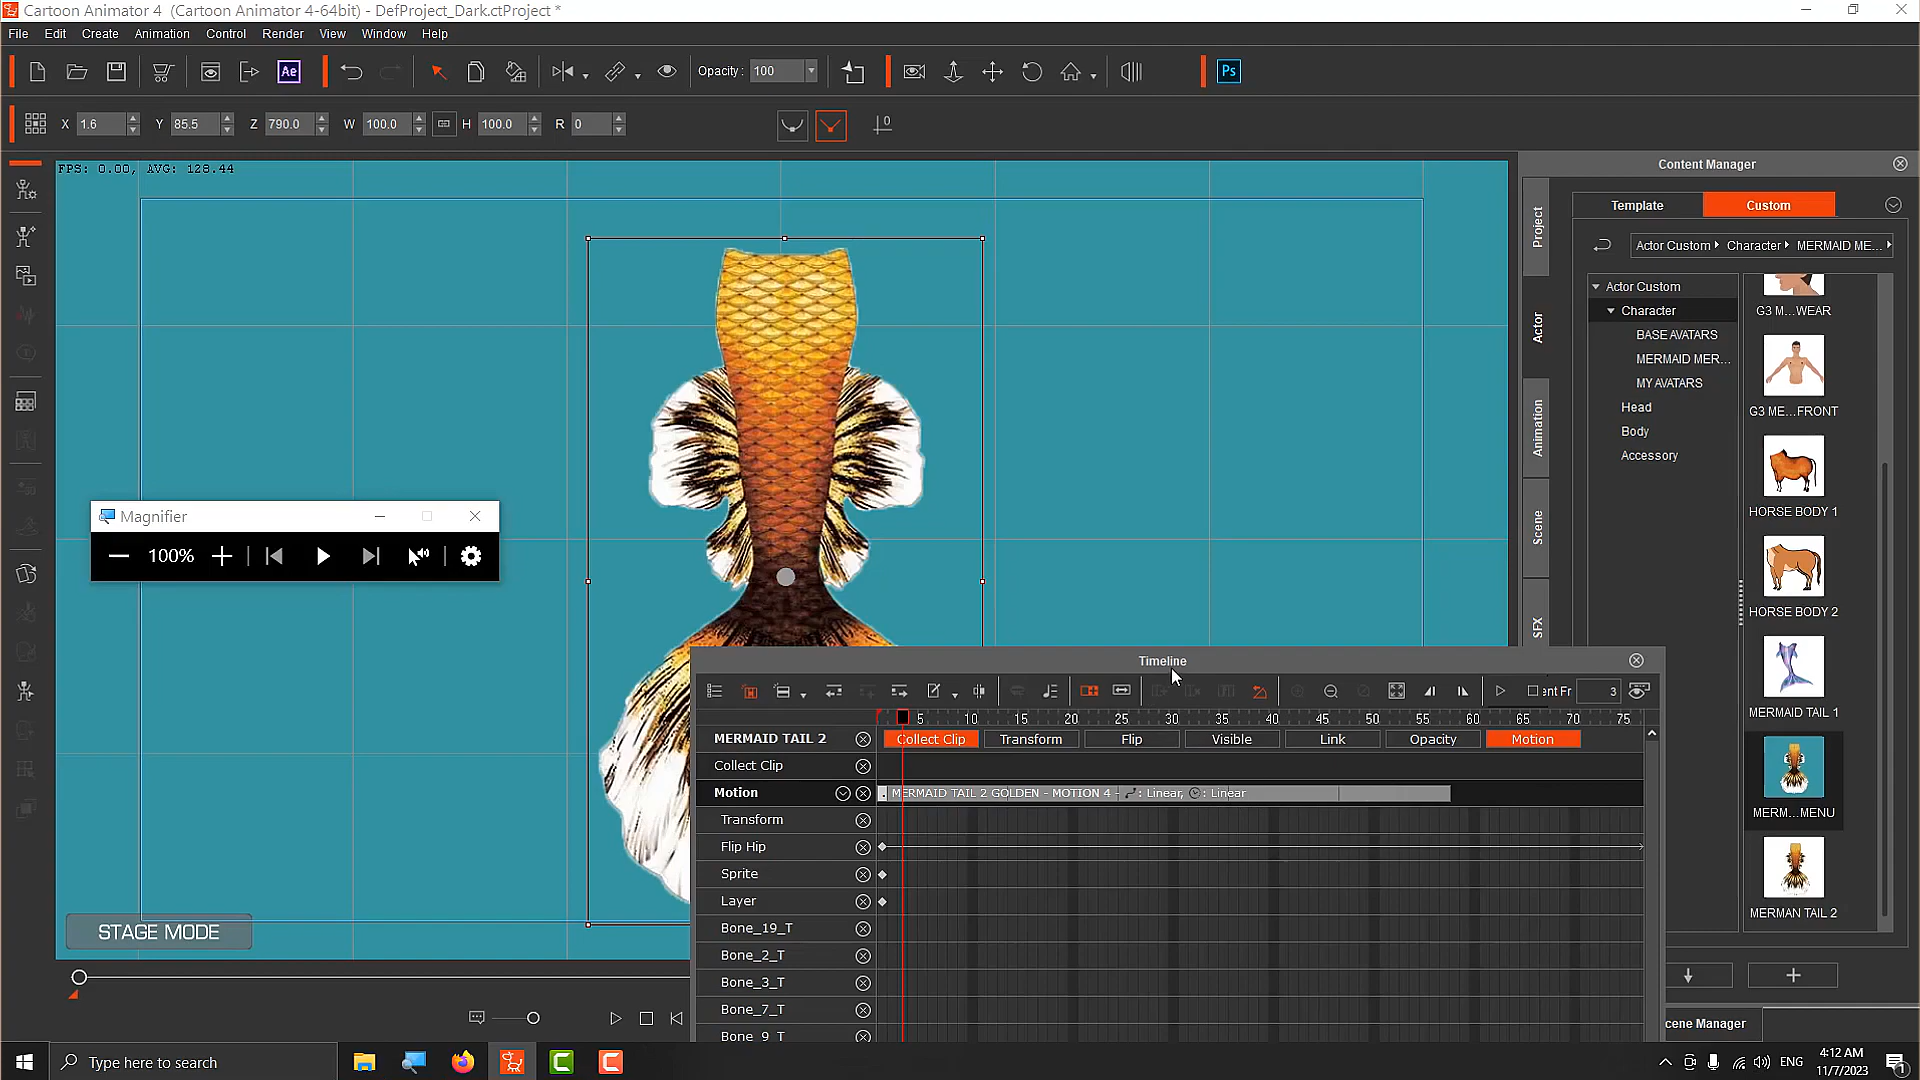 Cartoon Animator 4  (Cartoon Animator 4-64bit) - DefProject_Dark.ctProject *
File Edit Create Animation Control Render View Window Help
Ae Opacity : 100 Ps
X 1.6 Y 85.5 Z 790.0 W 100.0 H 100.0 R 0 0
FPS: 0.00, AVG: 128.44
Content Manager
Template Custom
Actor Custom Character MERMAID ME...
Project
Actor
Animation
Scene
SFX
Actor Custom
Character
BASE AVATARS
MERMAID MER...
MY AVATARS
Head
Body
Accessory
G3 M...WEAR
G3 ME...FRONT
HORSE BODY 1
HORSE BODY 2
MERMAID TAIL 1
MERM...MENU
MERMAN TAIL 2
Magnifier
100%
STAGE MODE
Timeline
ent Fr 3
5 10 15 20 25 30 35 40 45 50 55 60 65 70 75
MERMAID TAIL 2 Collect Clip Transform Flip Visible Link Opacity Motion
Collect Clip
Motion MERMAID TAIL 2 GOLDEN - MOTION 4 - : Linear, : Linear
Transform
Flip Hip
Sprite
Layer
Bone_19_T
Bone_2_T
Bone_3_T
Bone_7_T
Bone_9_T
cene Manager
Type here to search
ENG
4:12 AM
11/7/2023
1